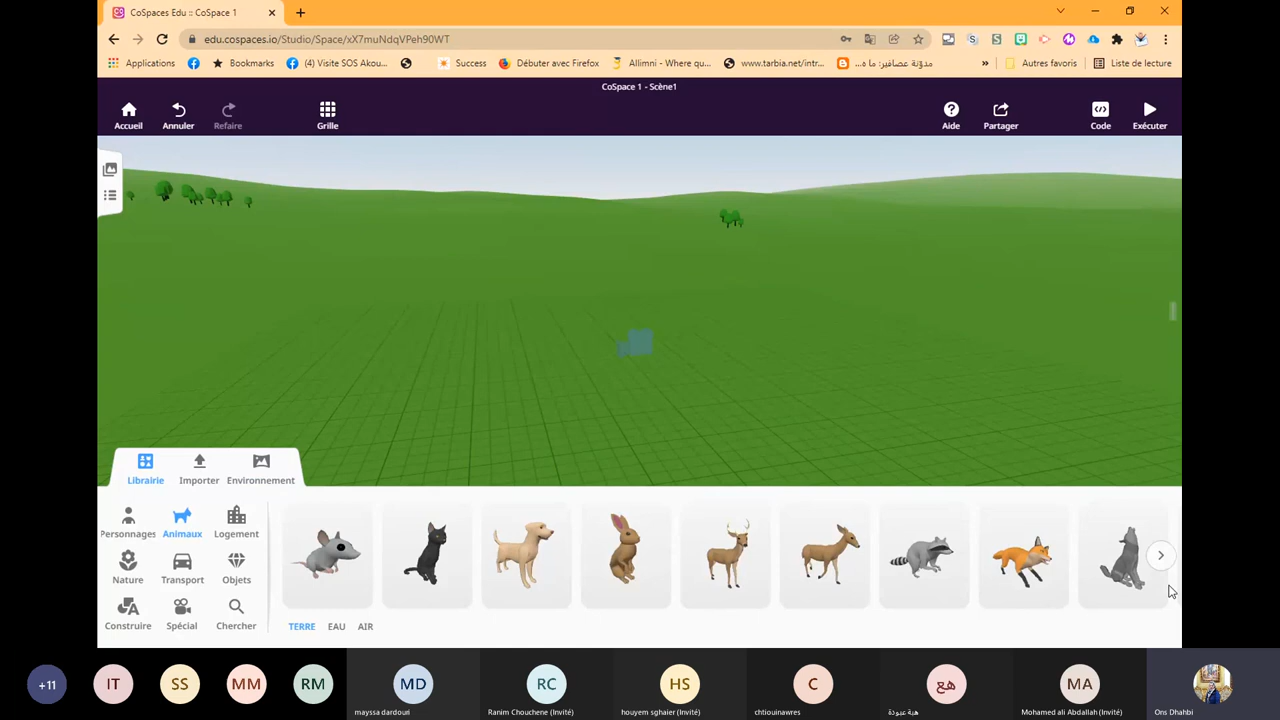 CoSpaces Edu :: CoSpace 1
edu.cospaces.io/Studio/Space/xX7muNdqVPeh90WT
Applications
Bookmarks
(4) Visite SOS Akou...
Success
Débuter avec Firefox
Allimni - Where qu...
www.tarbia.net/intr...
مدوّنة عصافير: ما ه...
»
Autres favoris
Liste de lecture
CoSpace 1 - Scène1
Accueil
Annuler
Refaire
Grille
Aide
Partager
Code
Exécuter
Librairie
Importer
Environnement
Personnages
Animaux
Logement
Nature
Transport
Objets
Construire
Spécial
Chercher
TERRE
EAU
AIR
+11
IT
SS
MM
RM
MD
RC
HS
C
هع
MA
mayssa dardouri
Ranim Chouchene (Invité)
houyem sghaier (Invité)
chtiouinawres
هبة عبودة
Mohamed ali Abdallah (Invité)
Ons Dhahbi